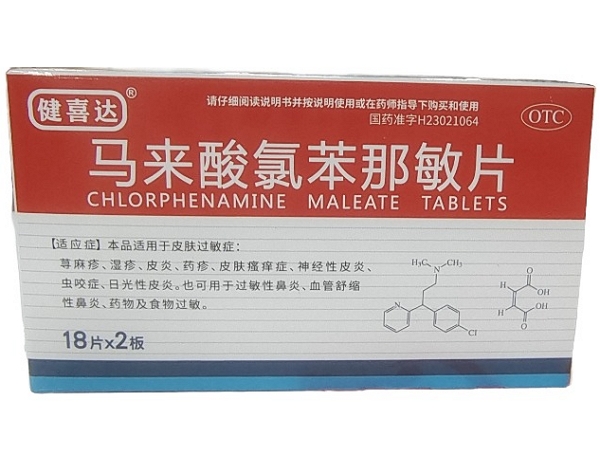 健喜达®
请仔细阅读说明书并按说明使用或在药师指导下购买和使用
国药准字H23021064
OTC
马来酸氯苯那敏片
CHLORPHENAMINE MALEATE TABLETS
【适应症】本品适用于皮肤过敏症：
荨麻疹、湿疹、皮炎、药疹、皮肤瘙痒症、神经性皮炎、
虫咬症、日光性皮炎。也可用于过敏性鼻炎、血管舒缩
性鼻炎、药物及食物过敏。
H₃C N CH₃
N
Cl
H
H
O
OH
OH
O
18片x2板